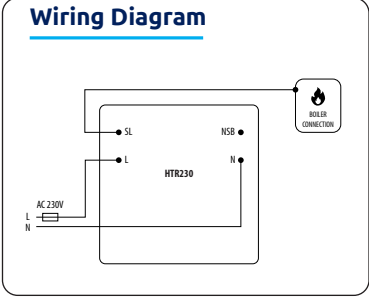 Wiring Diagram
BOILER
CONNECTION
SL
NSB
L
N
HTR230
AC 230V
L
N